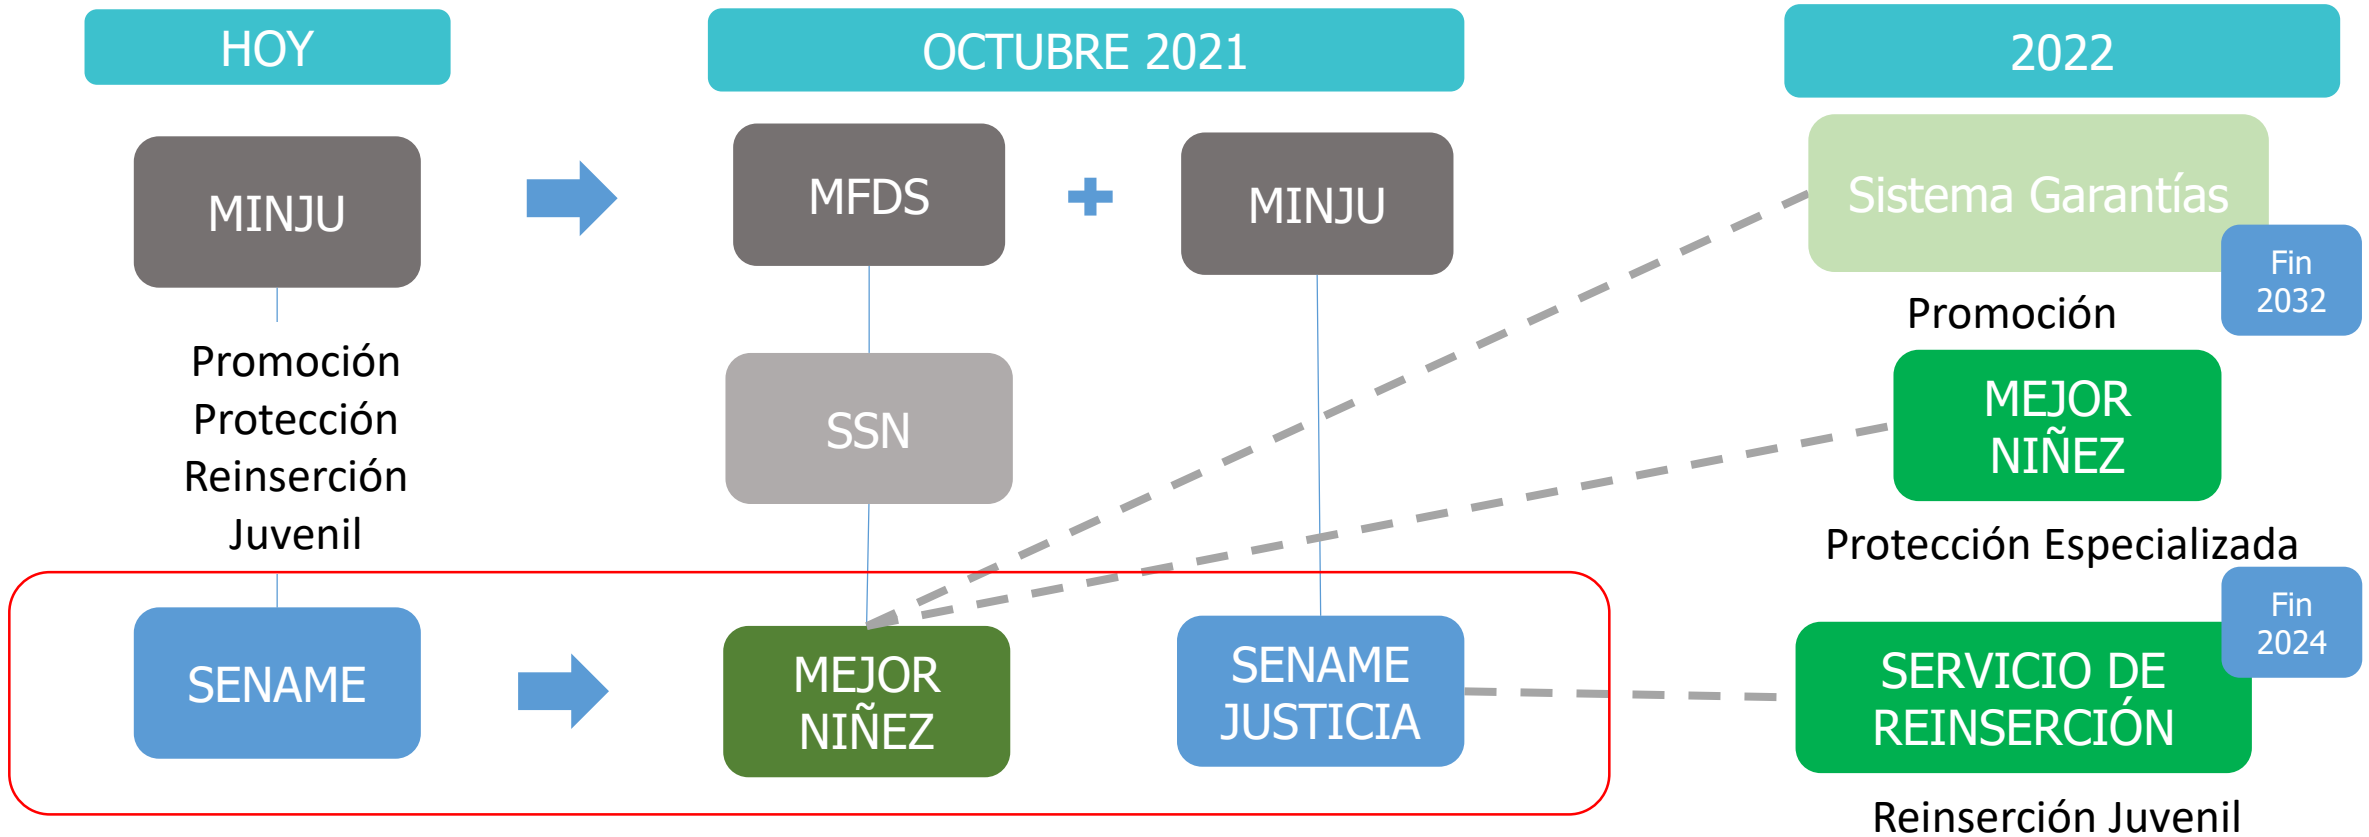 HOY
MINJU
Promoción
Protección
Reinserción
Juvenil
SENAME
OCTUBRE 2021
MFDS
MINJU
SSN
MEJOR
NIÑEZ
SENAME
JUSTICIA
2022
Sistema Garantías
Fin
2032
Promoción
MEJOR
NIÑEZ
Protección Especializada
Fin
2024
SERVICIO DE
REINSERCIÓN
Reinserción Juvenil